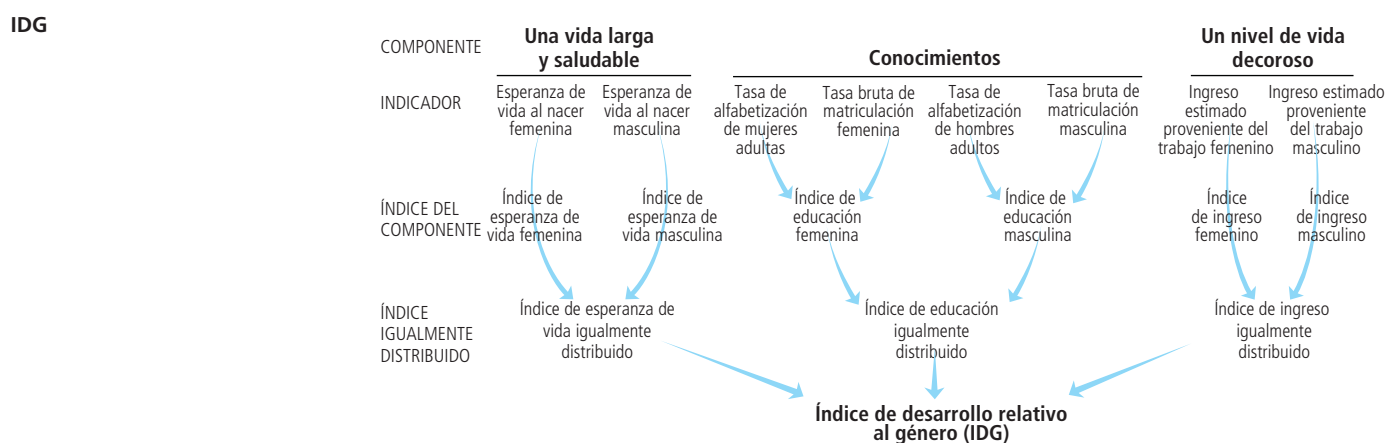 IDG
COMPONENTE
Una vida larga
y saludable
Conocimientos
Un nivel de vida
decoroso
INDICADOR
Esperanza de
vida al nacer
femenina
Esperanza de
vida al nacer
masculina
Tasa de
alfabetización
de mujeres
adultas
Tasa bruta de
matriculación
femenina
Tasa de
alfabetización
de hombres
adultos
Tasa bruta de
matriculación
masculina
Ingreso
estimado
proveniente del
trabajo femenino
Ingreso estimado
proveniente
del trabajo
masculino
ÍNDICE DEL
COMPONENTE
Índice de
esperanza de
vida femenina
Índice de
esperanza de
vida masculina
Índice de
educación
femenina
Índice de
educación
masculina
Índice
de ingreso
femenino
Índice
de ingreso
masculino
ÍNDICE
IGUALMENTE
DISTRIBUIDO
Índice de esperanza de
vida igualmente
distribuido
Índice de educación
igualmente
distribuido
Índice de ingreso
igualmente
distribuido
Índice de desarrollo relativo
al género (IDG)